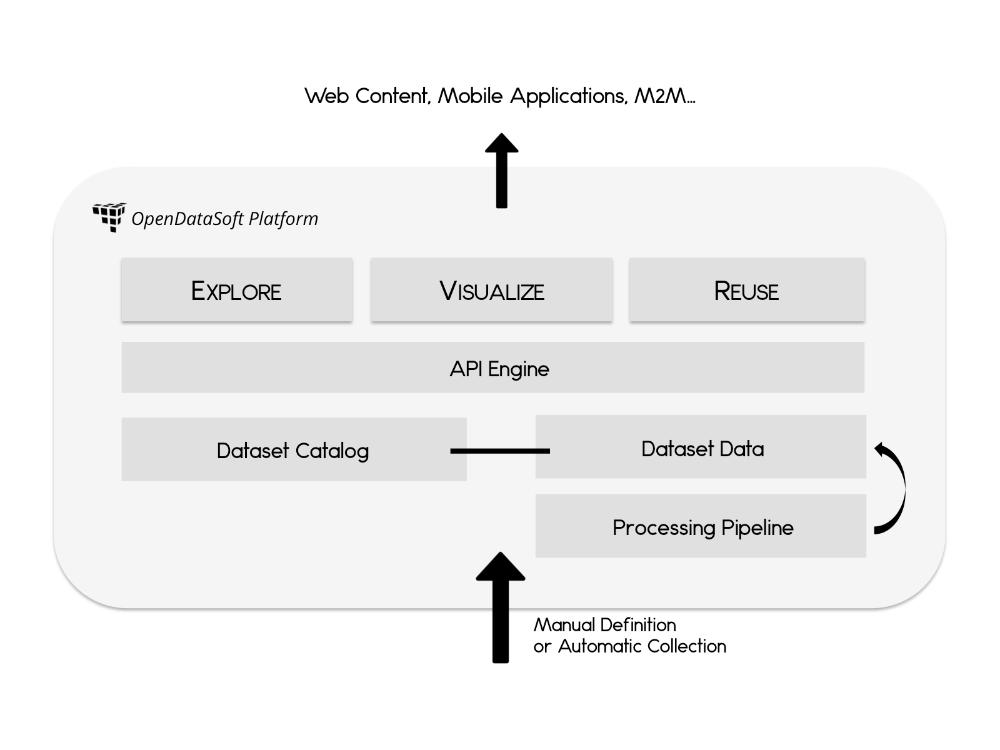 Web Content, Mobile Applications, M2M...
OpenDataSoft Platform
EXPLORE
VISUALIZE
REUSE
API Engine
Dataset Catalog
Dataset Data
Processing Pipeline
Manual Definition
or Automatic Collection